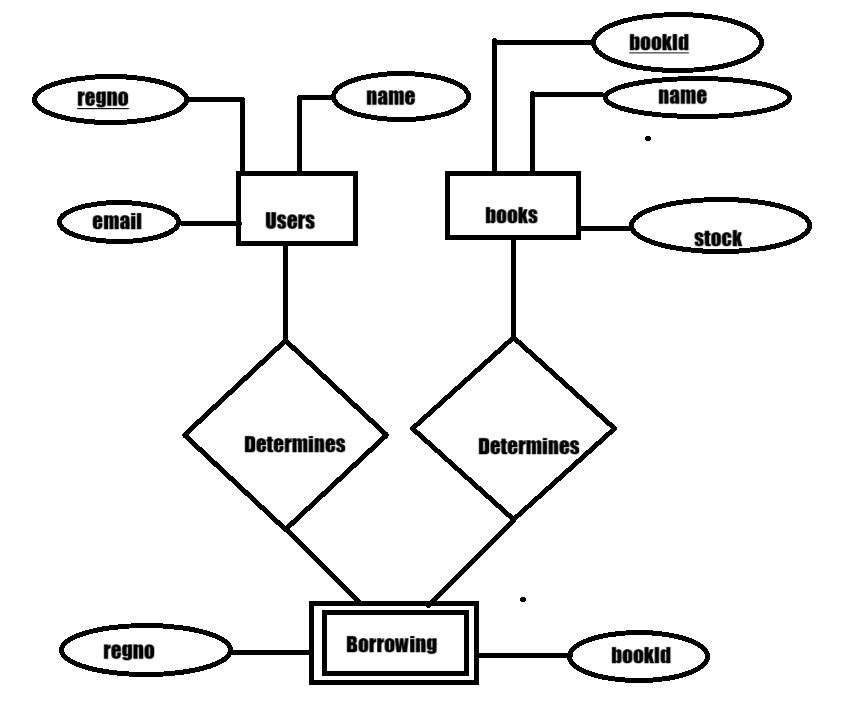 bookId
regno
name
name
email
Users
books
stock
Determines
Determines
regno
Borrowing
bookId